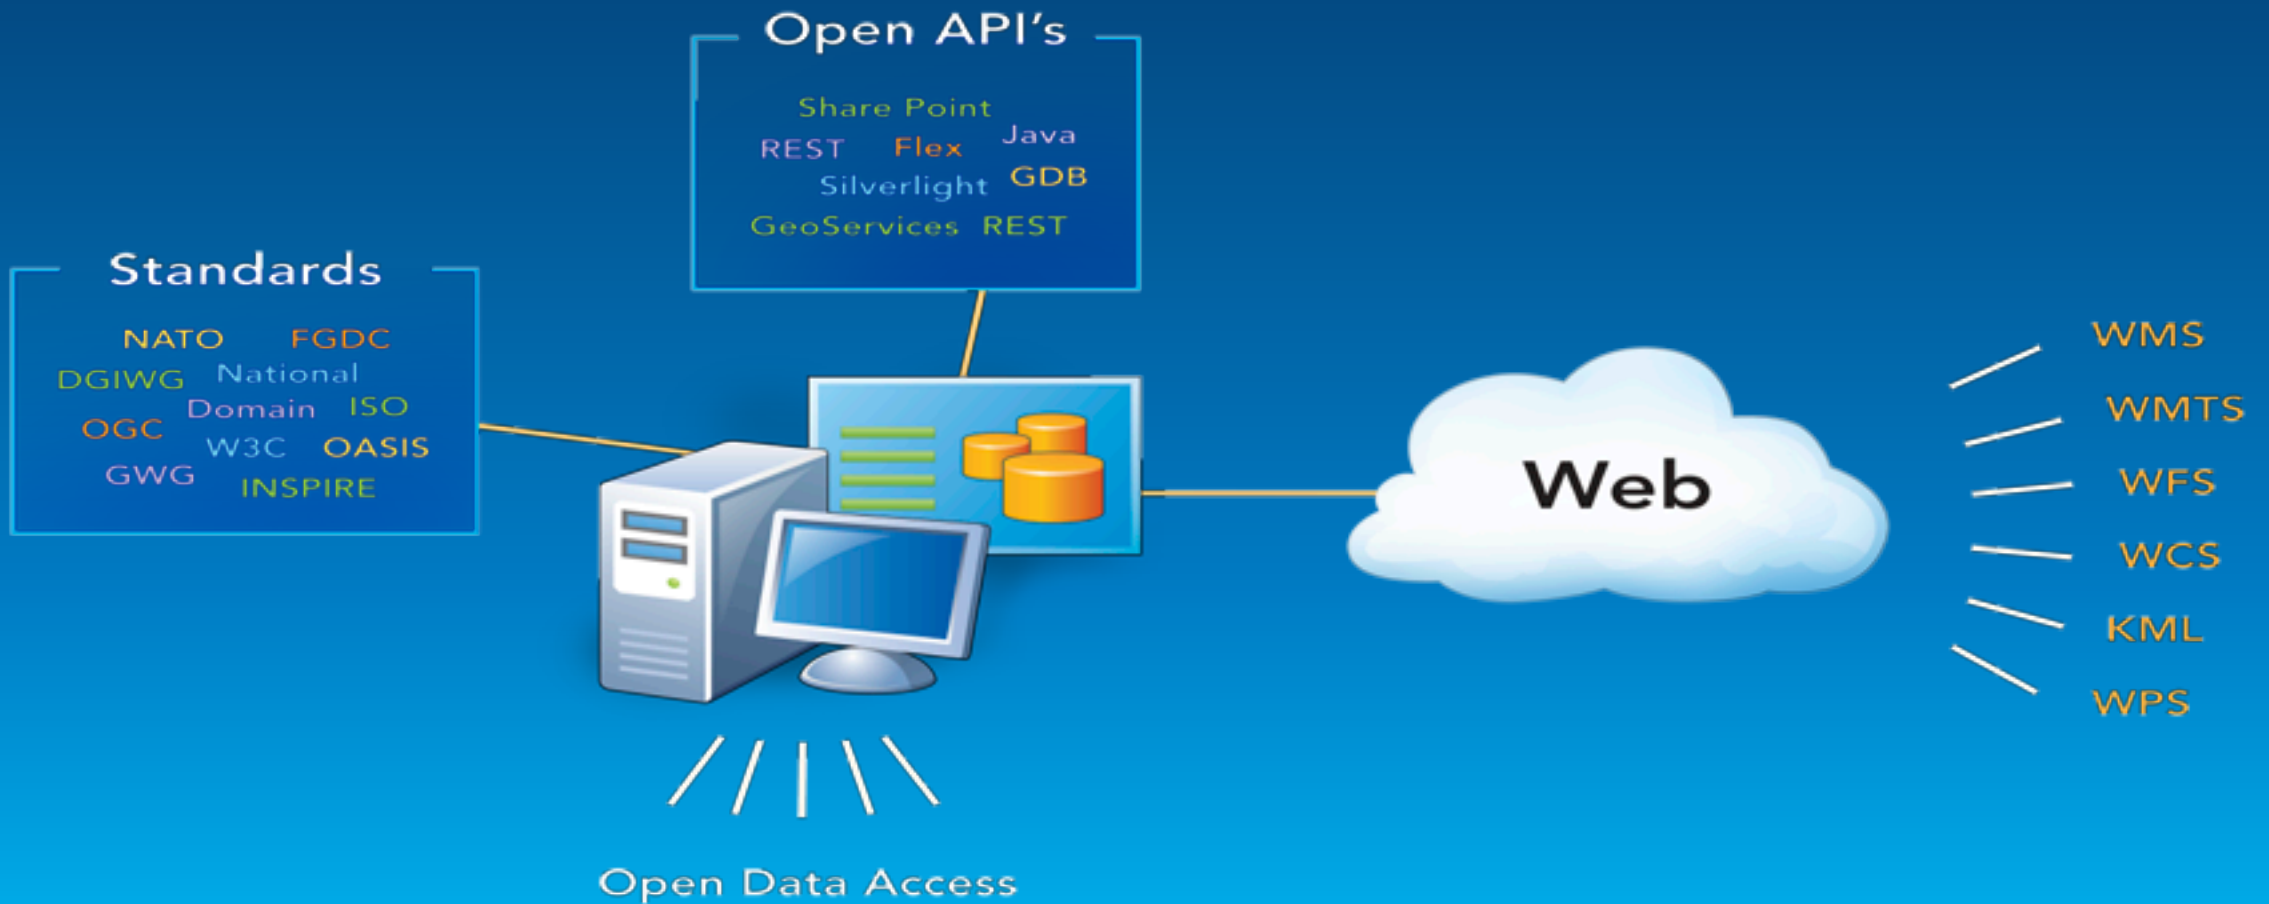 Open API's
Share Point
REST Flex Java
Silverlight GDB
GeoServices REST
Standards
NATO FGDC
DGIWG National
Domain ISO
OGC W3C OASIS
GWG INSPIRE
Web
WMS
WMTS
WFS
WCS
KML
WPS
Open Data Access